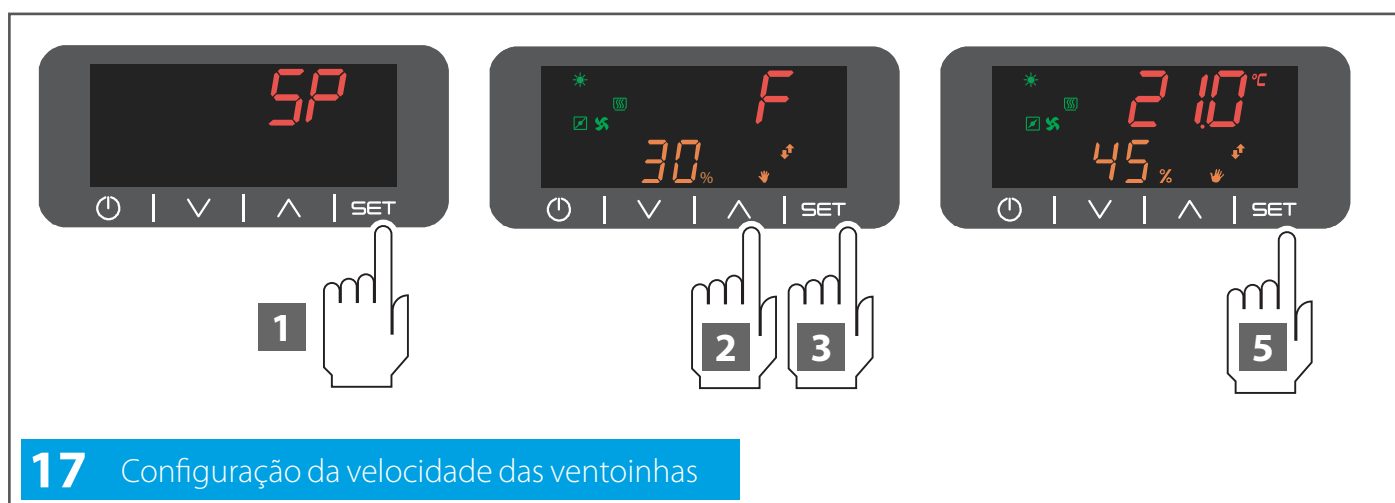 SP
SET
1
F
30 %
SET
2
3
21.0 °C
45 %
SET
5
17 Configuração da velocidade das ventoinhas